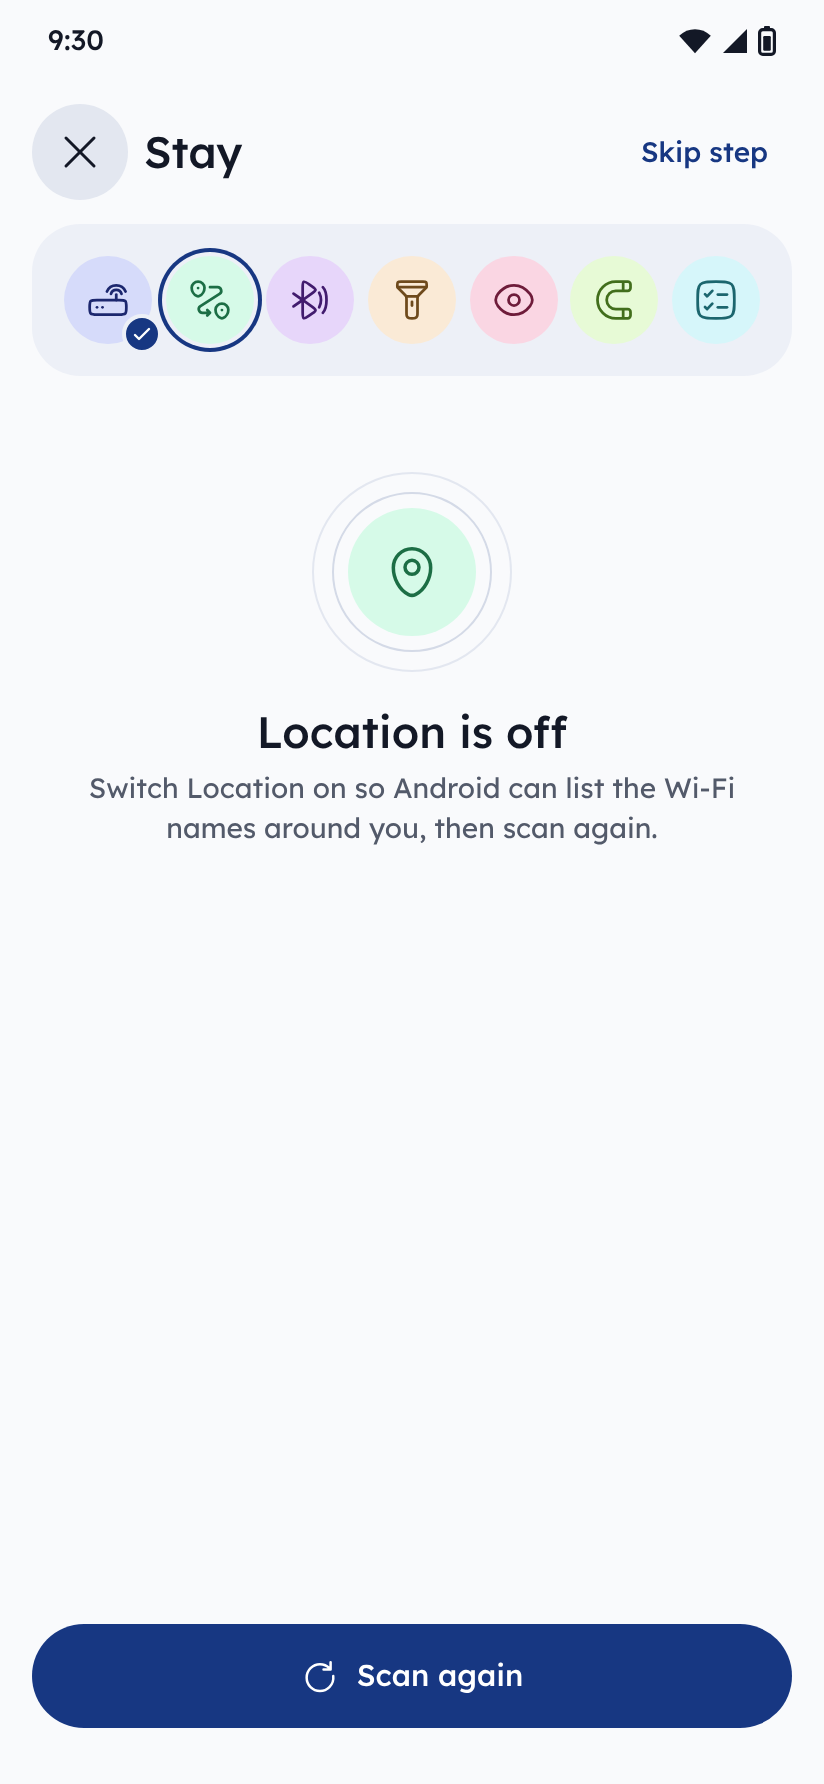 9:30
Stay
Skip step
Location is off
Switch Location on so Android can list the Wi-Fi
names around you, then scan again.
Scan again